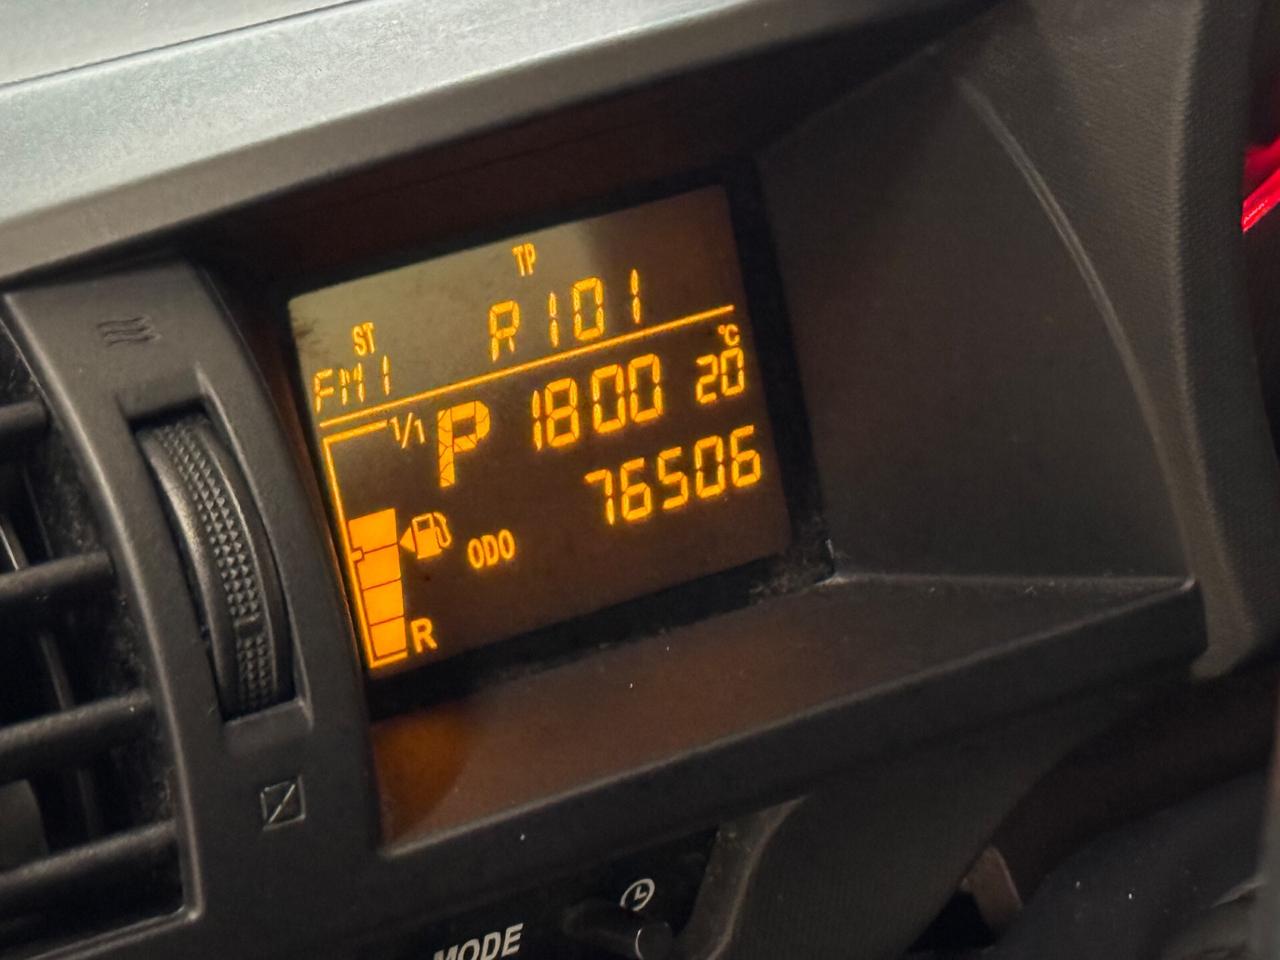 TP
ST
FM1 R101
1/1 P 1800 20 °C
ODO 76506
R
MODE